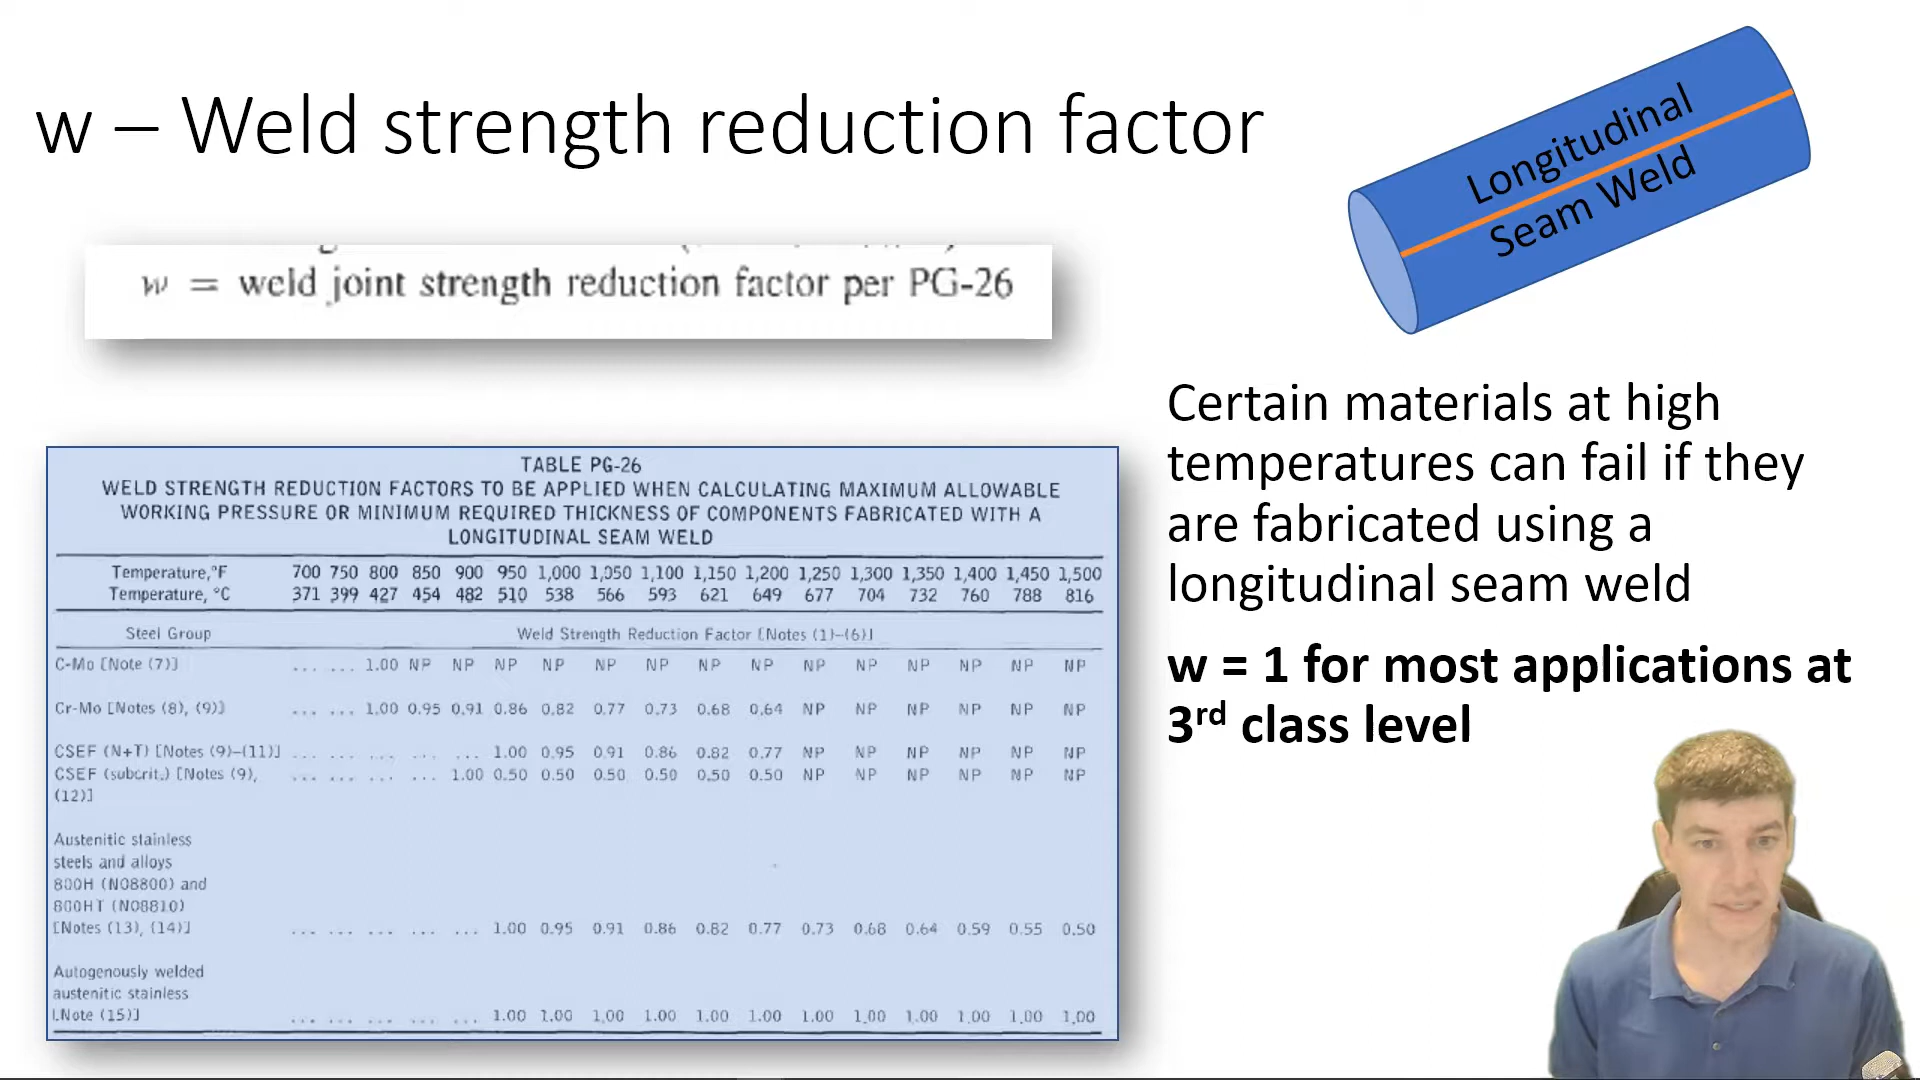 w – Weld strength reduction factor
Longitudinal
Seam Weld
w = weld joint strength reduction factor per PG-26
Certain materials at high
temperatures can fail if they
are fabricated using a
longitudinal seam weld
w = 1 for most applications at
3rd class level
TABLE PG-26
WELD STRENGTH REDUCTION FACTORS TO BE APPLIED WHEN CALCULATING MAXIMUM ALLOWABLE
WORKING PRESSURE OR MINIMUM REQUIRED THICKNESS OF COMPONENTS FABRICATED WITH A
LONGITUDINAL SEAM WELD
Temperature,°F 700 750 800 850 900 950 1,000 1,050 1,100 1,150 1,200 1,250 1,300 1,350 1,400 1,450 1,500
Temperature, °C 371 399 427 454 482 510 538 566 593 621 649 677 704 732 760 788 816
Steel Group Weld Strength Reduction Factor [Notes (1)–(6)]
C-Mo [Note (7)] ... ... 1.00 NP NP NP NP NP NP NP NP NP NP NP NP NP NP
Cr-Mo [Notes (8), (9)] ... ... 1.00 0.95 0.91 0.86 0.82 0.77 0.73 0.68 0.64 NP NP NP NP NP NP
CSEF (N+T) [Notes (9)–(11)] ... ... ... ... ... 1.00 0.95 0.91 0.86 0.82 0.77 NP NP NP NP NP NP
CSEF (subcrit.) [Notes (9), ... ... ... ... 1.00 0.50 0.50 0.50 0.50 0.50 0.50 NP NP NP NP NP NP
(12)]
Austenitic stainless
steels and alloys
800H (N08800) and
800HT (N08810)
[Notes (13), (14)] ... ... ... ... ... 1.00 0.95 0.91 0.86 0.82 0.77 0.73 0.68 0.64 0.59 0.55 0.50
Autogenously welded
austenitic stainless
[Note (15)] ... ... ... ... ... 1.00 1.00 1.00 1.00 1.00 1.00 1.00 1.00 1.00 1.00 1.00 1.00